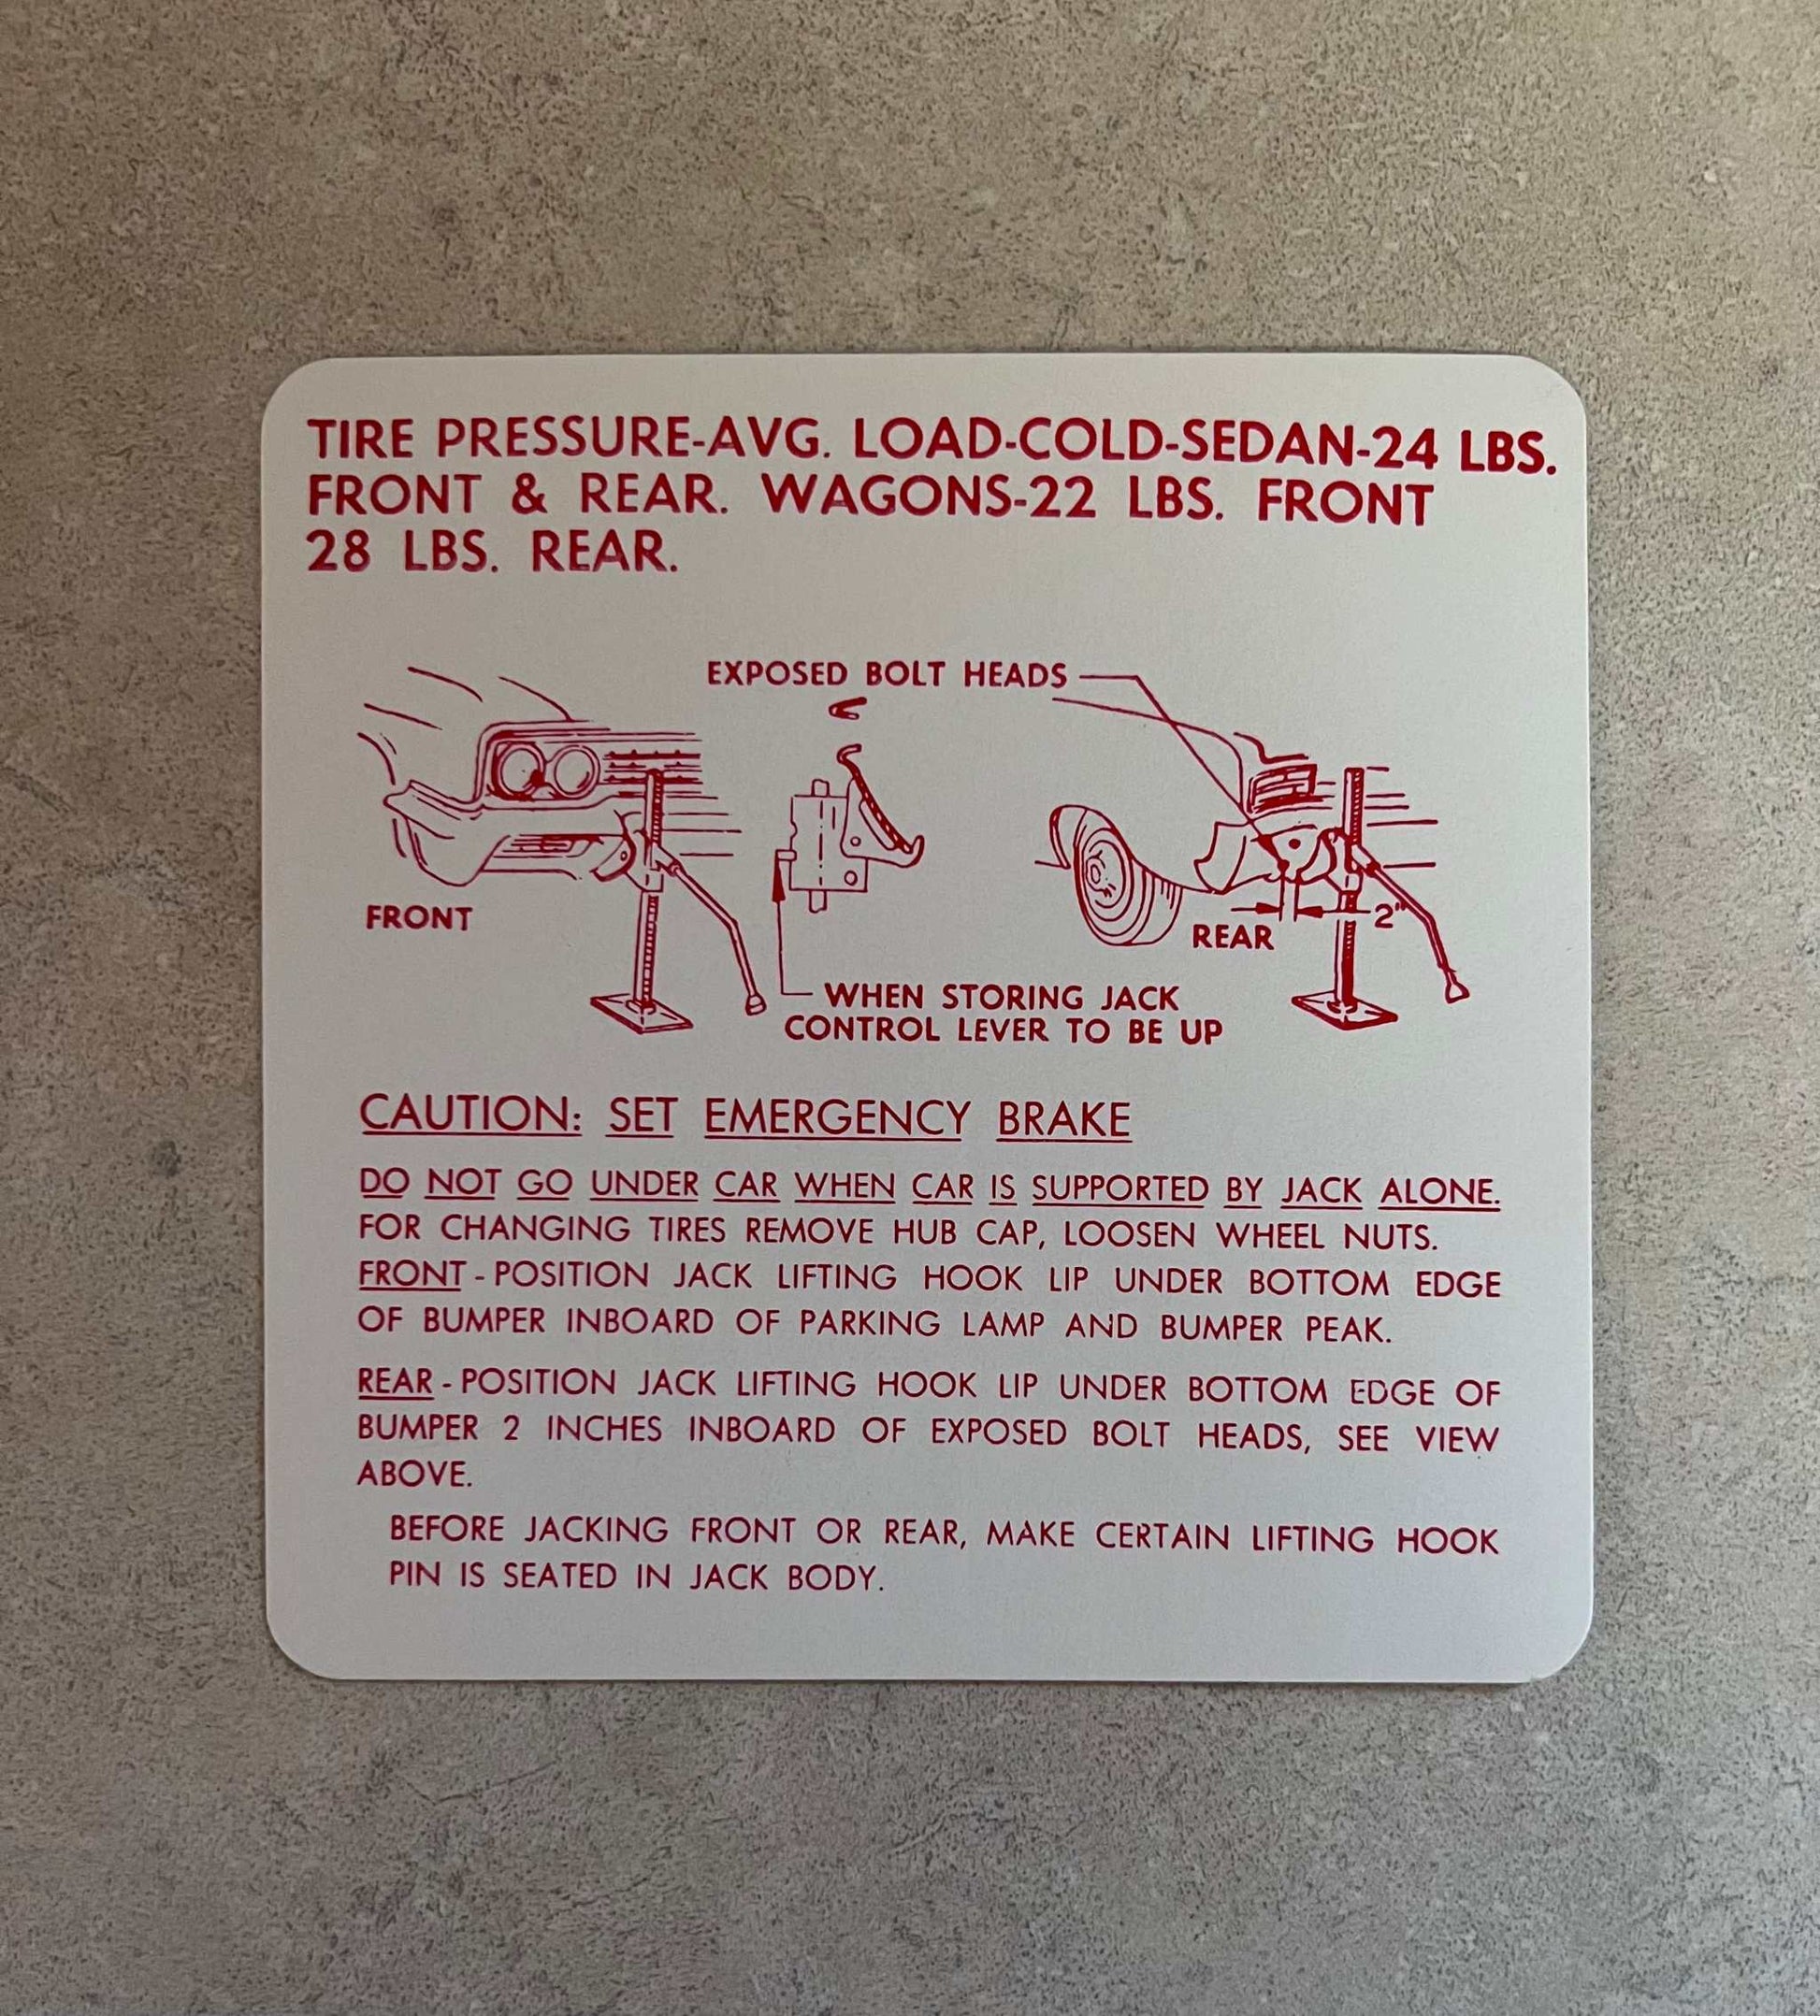 TIRE PRESSURE-AVG. LOAD-COLD-SEDAN-24 LBS.
FRONT & REAR. WAGONS-22 LBS. FRONT
28 LBS. REAR.
EXPOSED BOLT HEADS
FRONT
REAR
2"
WHEN STORING JACK
CONTROL LEVER TO BE UP
CAUTION: SET EMERGENCY BRAKE
DO NOT GO UNDER CAR WHEN CAR IS SUPPORTED BY JACK ALONE.
FOR CHANGING TIRES REMOVE HUB CAP, LOOSEN WHEEL NUTS.
FRONT - POSITION JACK LIFTING HOOK LIP UNDER BOTTOM EDGE
OF BUMPER INBOARD OF PARKING LAMP AND BUMPER PEAK.
REAR - POSITION JACK LIFTING HOOK LIP UNDER BOTTOM EDGE OF
BUMPER 2 INCHES INBOARD OF EXPOSED BOLT HEADS, SEE VIEW
ABOVE.
BEFORE JACKING FRONT OR REAR, MAKE CERTAIN LIFTING HOOK
PIN IS SEATED IN JACK BODY.